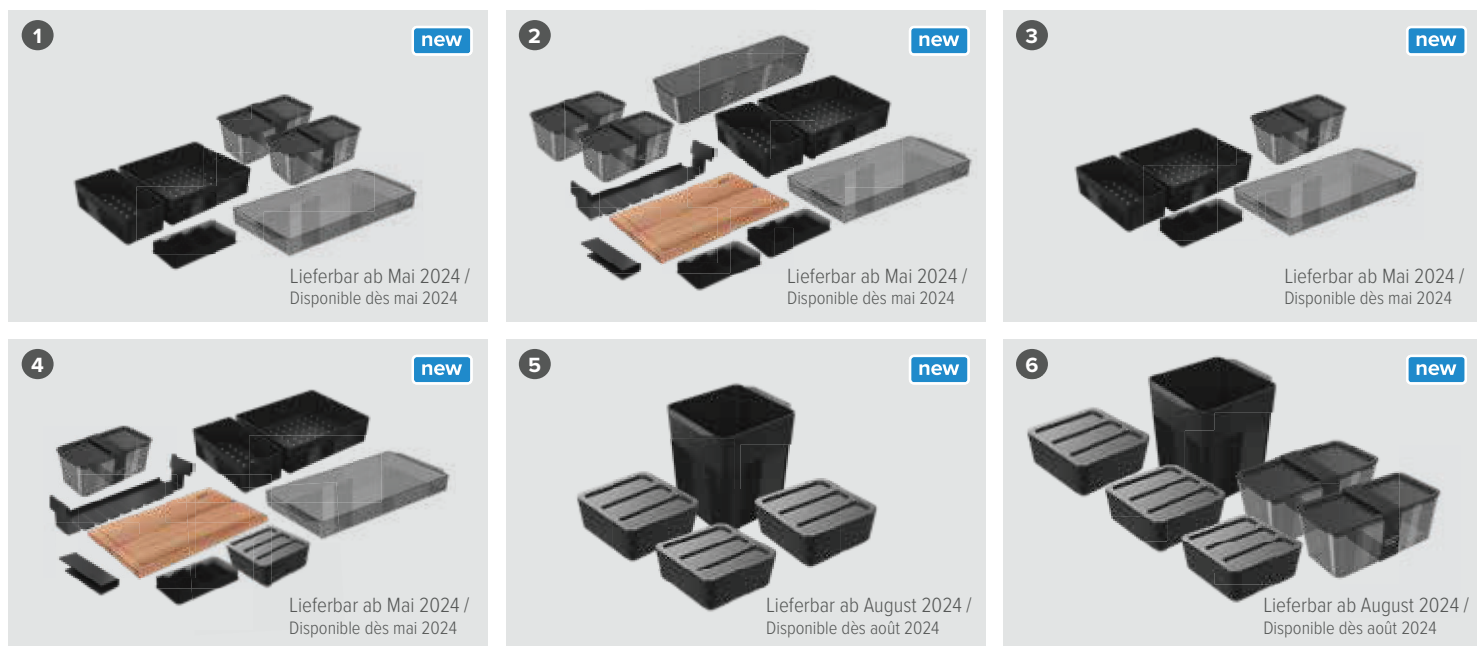 1
new
Lieferbar ab Mai 2024 /
Disponible dès mai 2024
2
new
Lieferbar ab Mai 2024 /
Disponible dès mai 2024
3
new
Lieferbar ab Mai 2024 /
Disponible dès mai 2024
4
new
Lieferbar ab Mai 2024 /
Disponible dès mai 2024
5
new
Lieferbar ab August 2024 /
Disponible dès août 2024
6
new
Lieferbar ab August 2024 /
Disponible dès août 2024